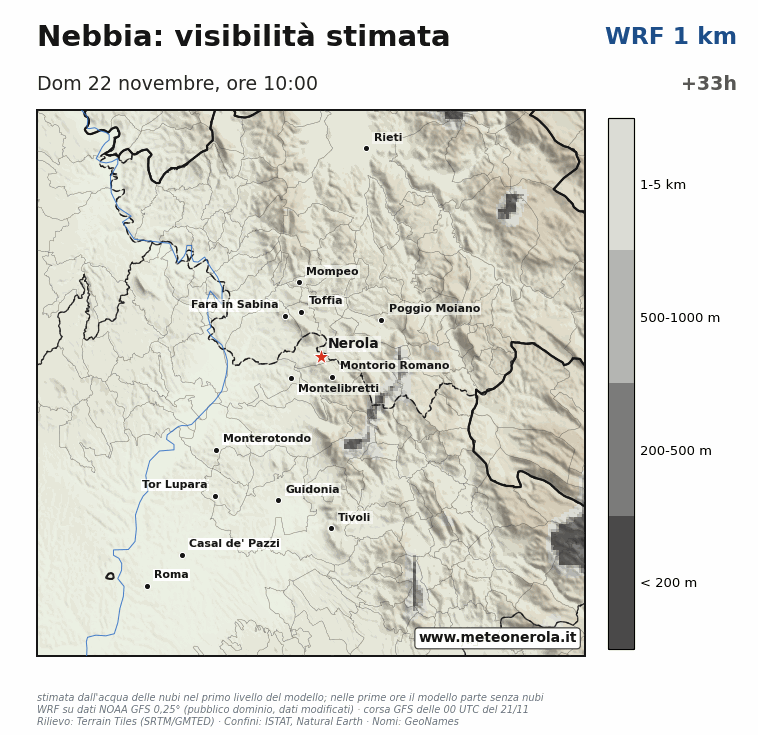 Nebbia: visibilità stimata
WRF 1 km
Dom 22 novembre, ore 10:00
+33h
Rieti
1-5 km
Mompeo
Fara in Sabina
Toffia
Poggio Moiano
500-1000 m
Nerola
Montorio Romano
Montelibretti
Monterotondo
200-500 m
Tor Lupara
Guidonia
Tivoli
Casal de' Pazzi
Roma
< 200 m
www.meteonerola.it
stimata dall'acqua delle nubi nel primo livello del modello; nelle prime ore il modello parte senza nubi
WRF su dati NOAA GFS 0,25° (pubblico dominio, dati modificati) · corsa GFS delle 00 UTC del 21/11
Rilievo: Terrain Tiles (SRTM/GMTED) · Confini: ISTAT, Natural Earth · Nomi: GeoNames